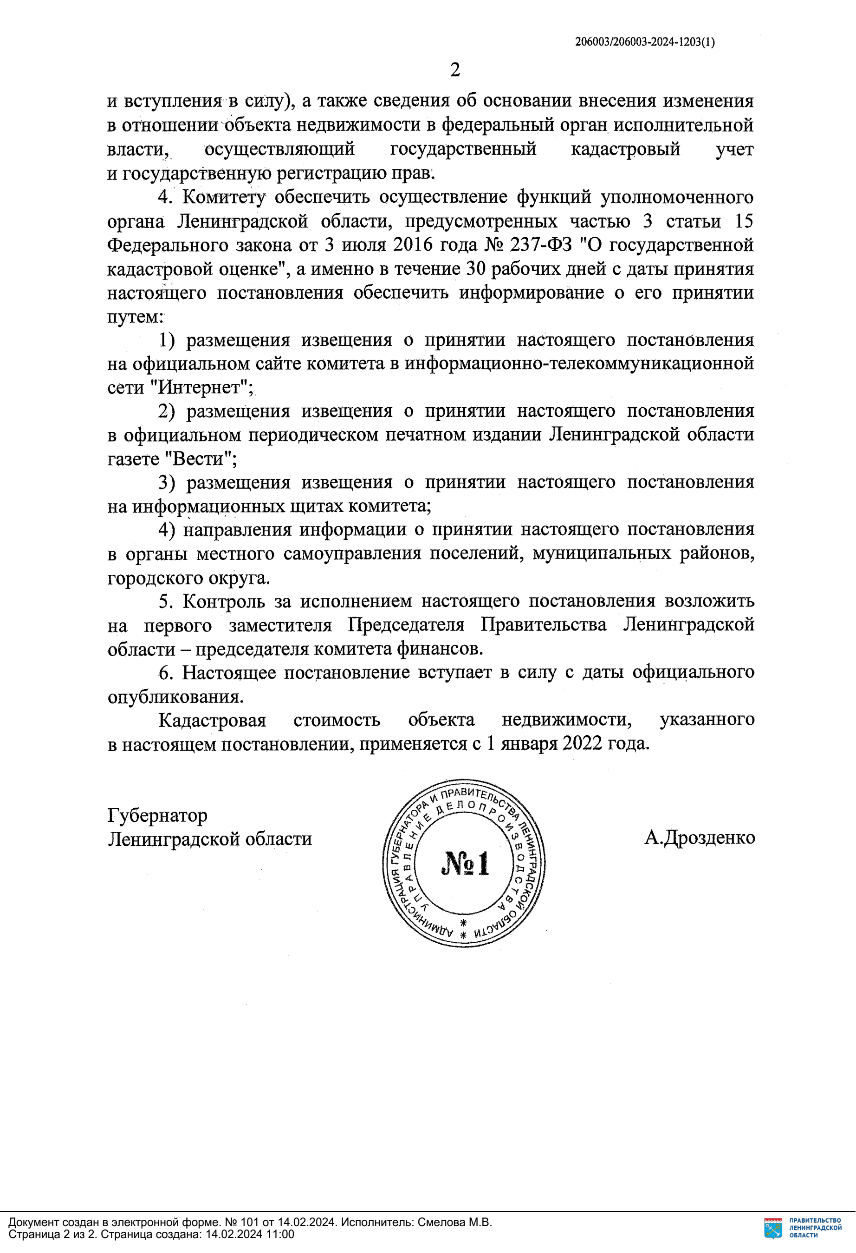 206003/206003-2024-1203(1)
2
и вступления в силу), а также сведения об основании внесения изменения
в отношении объекта недвижимости в федеральный орган исполнительной
власти, осуществляющий государственный кадастровый учет
и государственную регистрацию прав.
4. Комитету обеспечить осуществление функций уполномоченного
органа Ленинградской области, предусмотренных частью 3 статьи 15
Федерального закона от 3 июля 2016 года № 237-ФЗ "О государственной
кадастровой оценке", а именно в течение 30 рабочих дней с даты принятия
настоящего постановления обеспечить информирование о его принятии
путем:
1) размещения извещения о принятии настоящего постановления
на официальном сайте комитета в информационно-телекоммуникационной
сети "Интернет";
2) размещения извещения о принятии настоящего постановления
в официальном периодическом печатном издании Ленинградской области
газете "Вести";
3) размещения извещения о принятии настоящего постановления
на информационных щитах комитета;
4) направления информации о принятии настоящего постановления
в органы местного самоуправления поселений, муниципальных районов,
городского округа.
5. Контроль за исполнением настоящего постановления возложить
на первого заместителя Председателя Правительства Ленинградской
области – председателя комитета финансов.
6. Настоящее постановление вступает в силу с даты официального
опубликования.
Кадастровая стоимость объекта недвижимости, указанного
в настоящем постановлении, применяется с 1 января 2022 года.
Губернатор
Ленинградской области
А.Дрозденко
АДМИНИСТРАЦИЯ ГУБЕРНАТОРА И ПРАВИТЕЛЬСТВА ЛЕНИНГРАДСКОЙ ОБЛАСТИ *
УПРАВЛЕНИЕ ДЕЛОПРОИЗВОДСТВА *
№1
Документ создан в электронной форме. № 101 от 14.02.2024. Исполнитель: Смелова М.В.
Страница 2 из 2. Страница создана: 14.02.2024 11:00
ПРАВИТЕЛЬСТВО
ЛЕНИНГРАДСКОЙ
ОБЛАСТИ